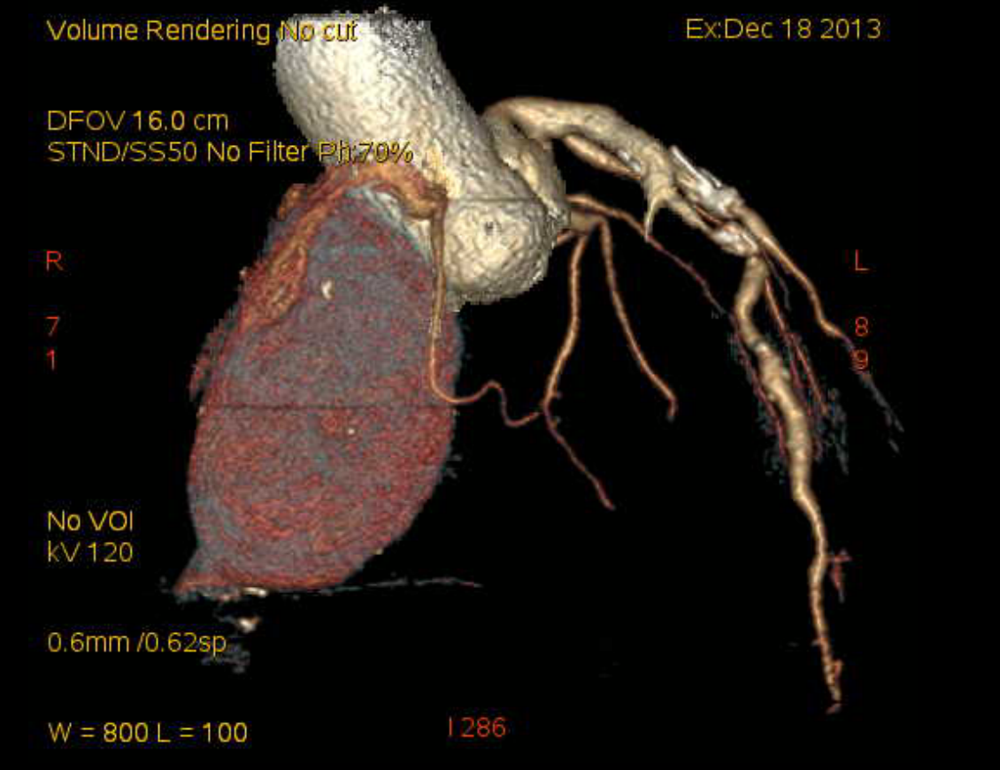 Volume Rendering No cut
Ex:Dec 18 2013
DFOV 16.0 cm
STND/SS50 No Filter Ph:70%
R
7
1
L
8
9
No VOI
kV 120
0.6mm /0.62sp
W = 800 L = 100
I 286